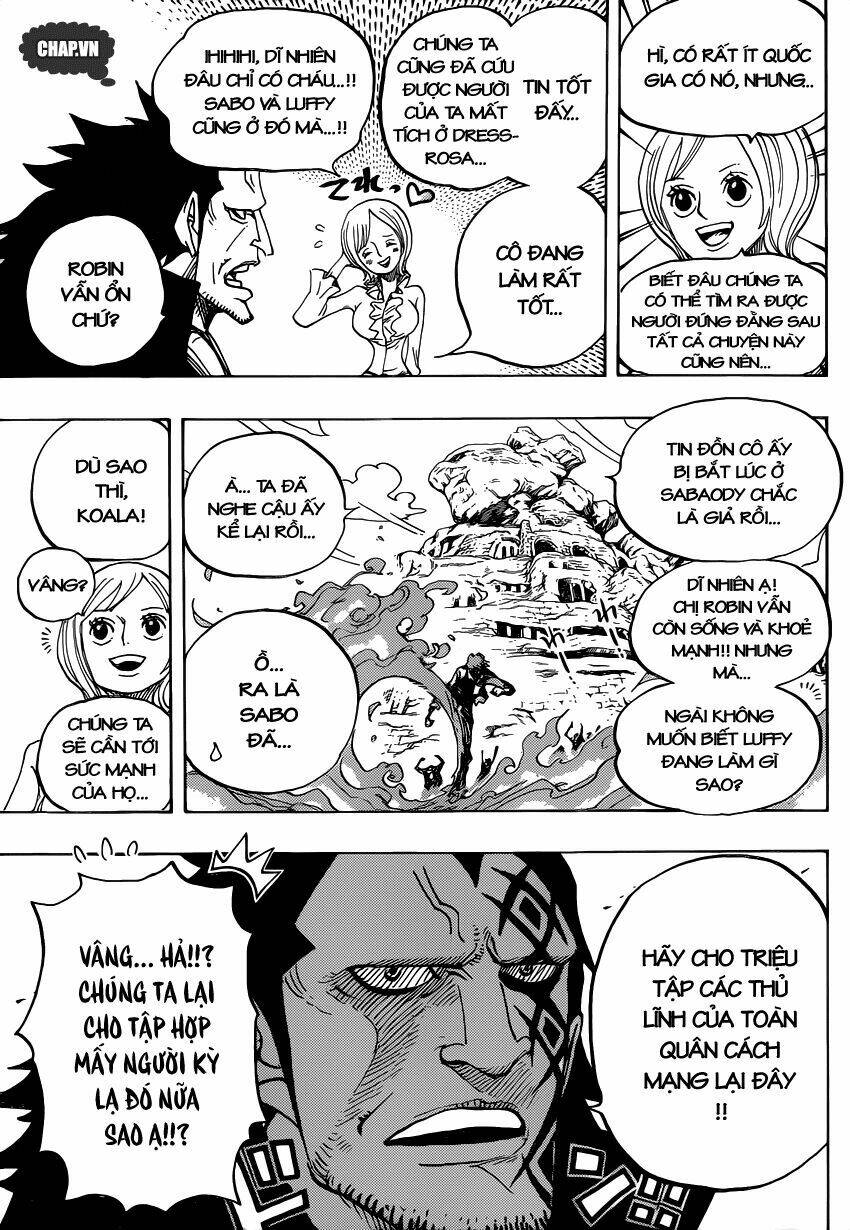 CHAP.VN
HÌ, CÓ RẤT ÍT QUỐC
GIA CÓ NÓ, NHƯNG..
BIẾT ĐÂU CHÚNG TA
CÓ THỂ TÌM RA ĐƯỢC
NGƯỜI ĐỨNG ĐẰNG SAU
TẤT CẢ CHUYỆN NÀY
CŨNG NÊN...
TIN TỐT
ĐẤY...
CHÚNG TA
CŨNG ĐÃ CỨU
ĐƯỢC NGƯỜI
CỦA TA MẤT
TÍCH Ở DRESS-
ROSA...
CÔ ĐANG
LÀM RẤT
TỐT...
IHIHIHI, DĨ NHIÊN
ĐÂU CHỈ CÓ CHÁU...!!
SABO VÀ LUFFY
CŨNG Ở ĐÓ MÀ...!!
てれっ
ROBIN
VẪN ỔN
CHỨ?
TIN ĐỒN CÔ ẤY
BỊ BẮT LÚC Ở
SABAODY CHẮC
LÀ GIẢ RỒI...
DĨ NHIÊN Ạ!
CHỊ ROBIN VẪN
CÒN SỐNG VÀ KHOẺ
MẠNH!! NHƯNG
MÀ...
NGÀI KHÔNG
MUỐN BIẾT LUFFY
ĐANG LÀM GÌ
SAO?
À... TA ĐÃ
NGHE CẬU ẤY
KỂ LẠI RỒI...
Ồ...
RA LÀ
SABO
ĐÃ...
DÙ SAO
THÌ,
KOALA!
VÂNG?
CHÚNG TA
SẼ CẦN TỚI
SỨC MẠNH
CỦA HỌ...
HÃY CHO TRIỆU
TẬP CÁC THỦ
LĨNH CỦA TOÀN
QUÂN CÁCH
MẠNG LẠI ĐÂY
!!
VÂNG... HẢ!!?
CHÚNG TA LẠI
CHO TẬP HỢP
MẤY NGƯỜI KỲ
LẠ ĐÓ NỮA
SAO Ạ!!?